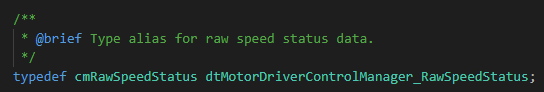 /**
 * @brief Type alias for raw speed status data.
 */
typedef cmRawSpeedStatus dtMotorDriverControlManager_RawSpeedStatus;